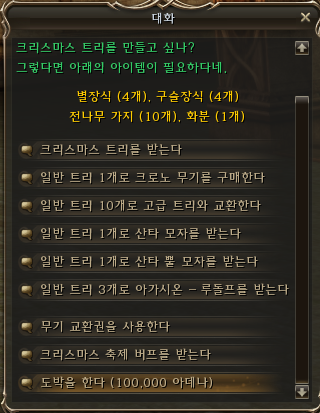 대화
크리스마스 트리를 만들고 싶나?
그렇다면 아래의 아이템이 필요하다네.
별장식 (4개), 구슬장식 (4개)
전나무 가지 (10개), 화분 (1개)
크리스마스 트리를 받는다
일반 트리 1개로 크로노 무기를 구매한다
일반 트리 10개로 고급 트리와 교환한다
일반 트리 1개로 산타 모자를 받는다
일반 트리 1개로 산타 뿔 모자를 받는다
일반 트리 3개로 아가시온 - 루돌프를 받는다
무기 교환권을 사용한다
크리스마스 축제 버프를 받는다
도박을 한다 (100,000 아데나)